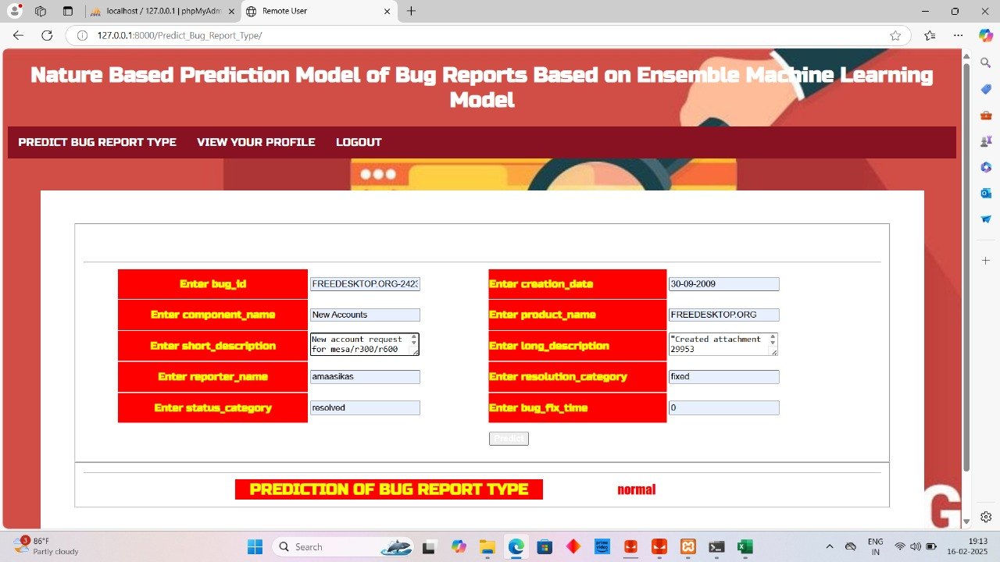 localhost / 127.0.0.1 | phpMyAdm
Remote User
127.0.0.1:8000/Predict_Bug_Report_Type/
Nature Based Prediction Model of Bug Reports Based on Ensemble Machine Learning
Model
PREDICT BUG REPORT TYPE VIEW YOUR PROFILE LOGOUT
Enter bug_id FREEDESKTOP.ORG-2423 Enter creation_date 30-09-2009
Enter component_name New Accounts Enter product_name FREEDESKTOP.ORG
Enter short_description New account request for mesa/r300/r600 Enter long_description "Created attachment 29953
Enter reporter_name amaasikas Enter resolution_category fixed
Enter status_category resolved Enter bug_fix_time 0
Predict
PREDICTION OF BUG REPORT TYPE normal
G
3 86°F
Partly cloudy
Search
prime video
ENG
IN
19:13
16-02-2025